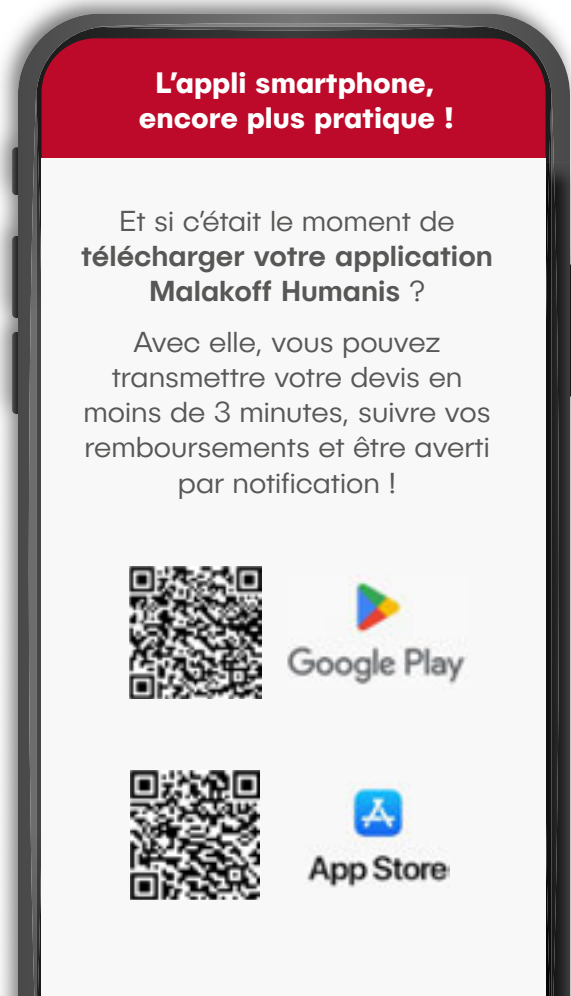 L'appli smartphone,
encore plus pratique !
Et si c'était le moment de
télécharger votre application
Malakoff Humanis ?
Avec elle, vous pouvez
transmettre votre devis en
moins de 3 minutes, suivre vos
remboursements et être averti
par notification !
Google Play
App Store